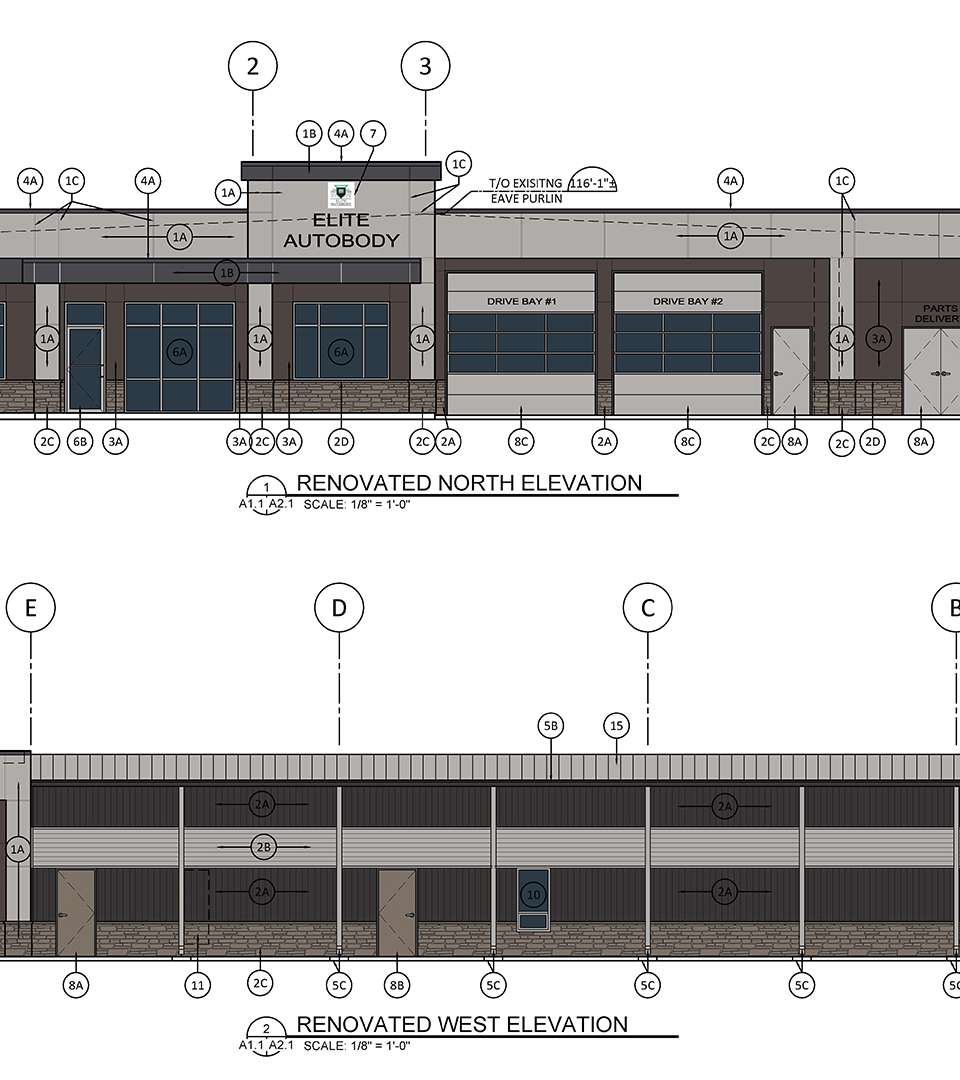 2 3
1B 4A 7
4A 1C 4A 1A 1C 4A 1C
T/O EXISITNG 116'-1"±
EAVE PURLIN
ELITE
AUTOBODY
1A 1A
1B
DRIVE BAY #1 DRIVE BAY #2
PARTS
DELIVER
1A 6A 1A 6A 1A 1A 3A
2C 6B 3A 3A 2C 3A 2D 2C 2A 8C 2A 8C 2C 8A 2C 2D 8A
1 RENOVATED NORTH ELEVATION
A1.1 A2.1 SCALE: 1/8" = 1'-0"
E D C B
5B 15
2A 2A
1A 2B
2A 10 2A
8A 11 2C 5C 8B 5C 5C 5C 5C
2 RENOVATED WEST ELEVATION
A1.1 A2.1 SCALE: 1/8" = 1'-0"